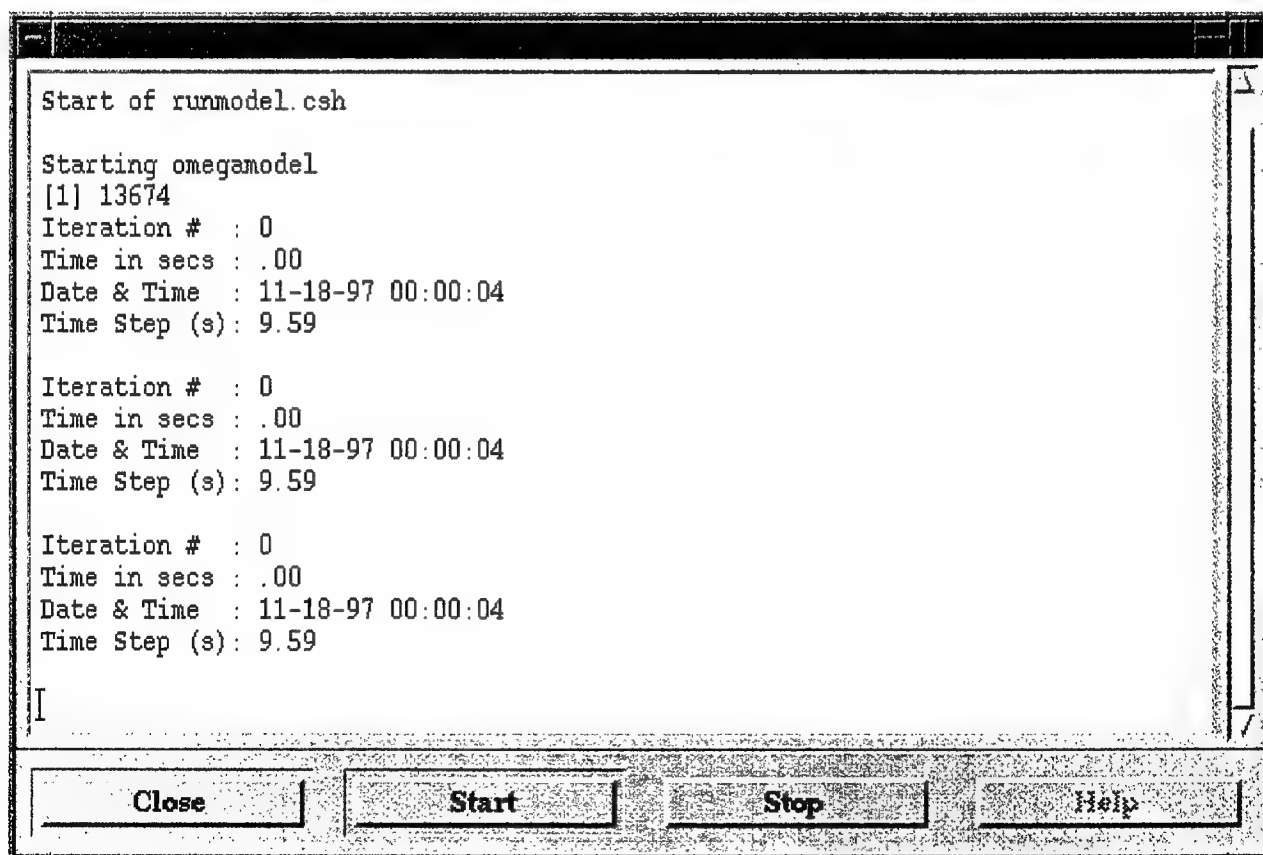 Start of runmodel.csh
Starting omegamodel
[1] 13674
Iteration #  : 0
Time in secs : .00
Date & Time  : 11-18-97 00:00:04
Time Step (s): 9.59
Iteration #  : 0
Time in secs : .00
Date & Time  : 11-18-97 00:00:04
Time Step (s): 9.59
Iteration #  : 0
Time in secs : .00
Date & Time  : 11-18-97 00:00:04
Time Step (s): 9.59
Close Start Stop Help